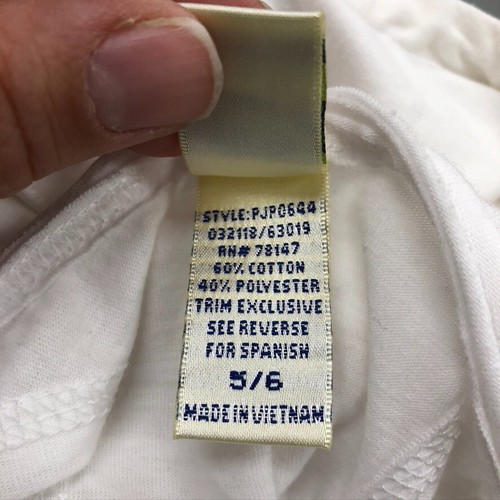 STYLE:PJP0644
032118/63019
RN# 78147
60% COTTON
40% POLYESTER
TRIM EXCLUSIVE
SEE REVERSE
FOR SPANISH
5/6
MADE IN VIETNAM